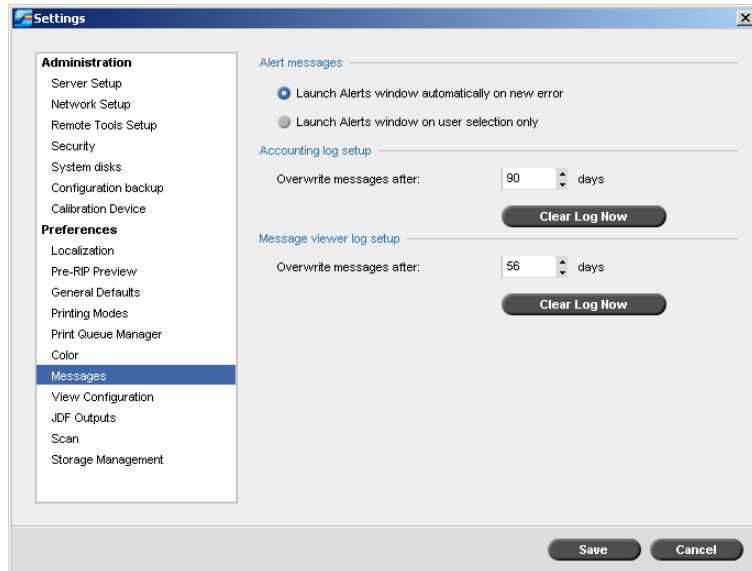 Settings
Administration
Server Setup
Network Setup
Remote Tools Setup
Security
System disks
Configuration backup
Calibration Device
Preferences
Localization
Pre-RIP Preview
General Defaults
Printing Modes
Print Queue Manager
Color
Messages
View Configuration
JDF Outputs
Scan
Storage Management
Alert messages
Launch Alerts window automatically on new error
Launch Alerts window on user selection only
Accounting log setup
Overwrite messages after: 90 days
Clear Log Now
Message viewer log setup
Overwrite messages after: 56 days
Clear Log Now
Save Cancel